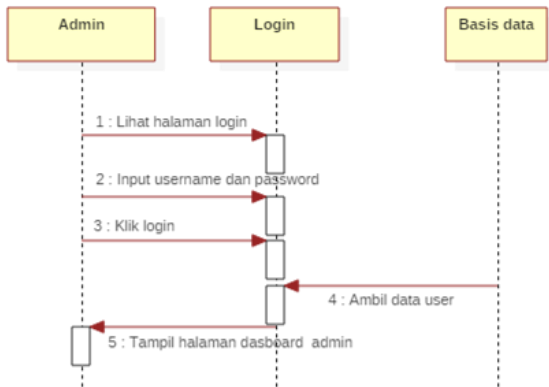 Admin
Login
Basis data
1 : Lihat halaman login
2 : Input username dan password
3 : Klik login
4 : Ambil data user
5 : Tampil halaman dasboard admin